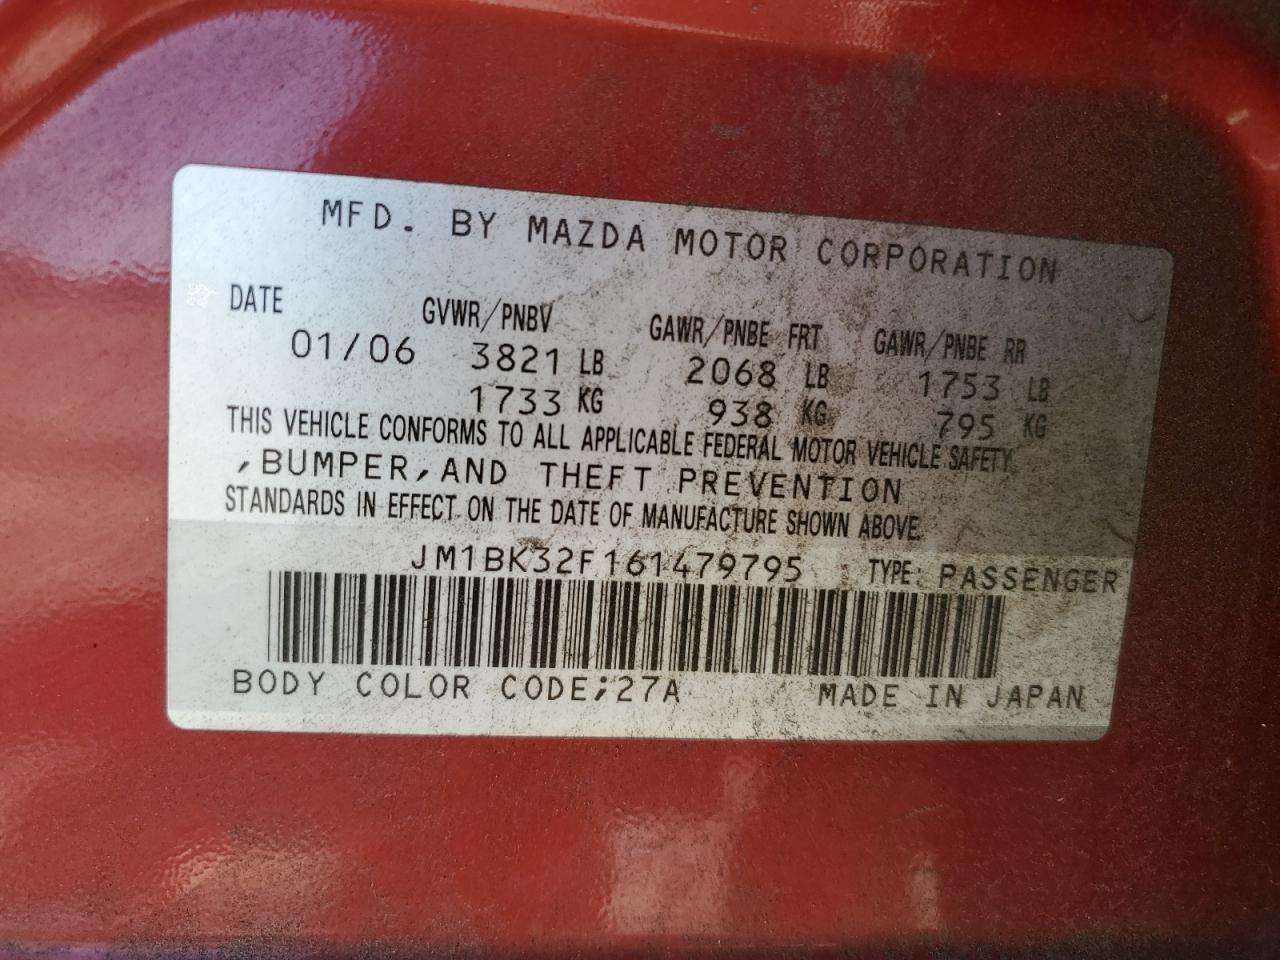 MFD. BY MAZDA MOTOR CORPORATION
DATE GVWR/PNBV GAWR/PNBE FRT GAWR/PNBE RR
01/06 3821 LB 2068 LB 1753 LB
1733 KG 938 KG 795 KG
THIS VEHICLE CONFORMS TO ALL APPLICABLE FEDERAL MOTOR VEHICLE SAFETY
,BUMPER,AND THEFT PREVENTION
STANDARDS IN EFFECT ON THE DATE OF MANUFACTURE SHOWN ABOVE.
JM1BK32F161479795 TYPE: PASSENGER
BODY COLOR CODE;27A MADE IN JAPAN